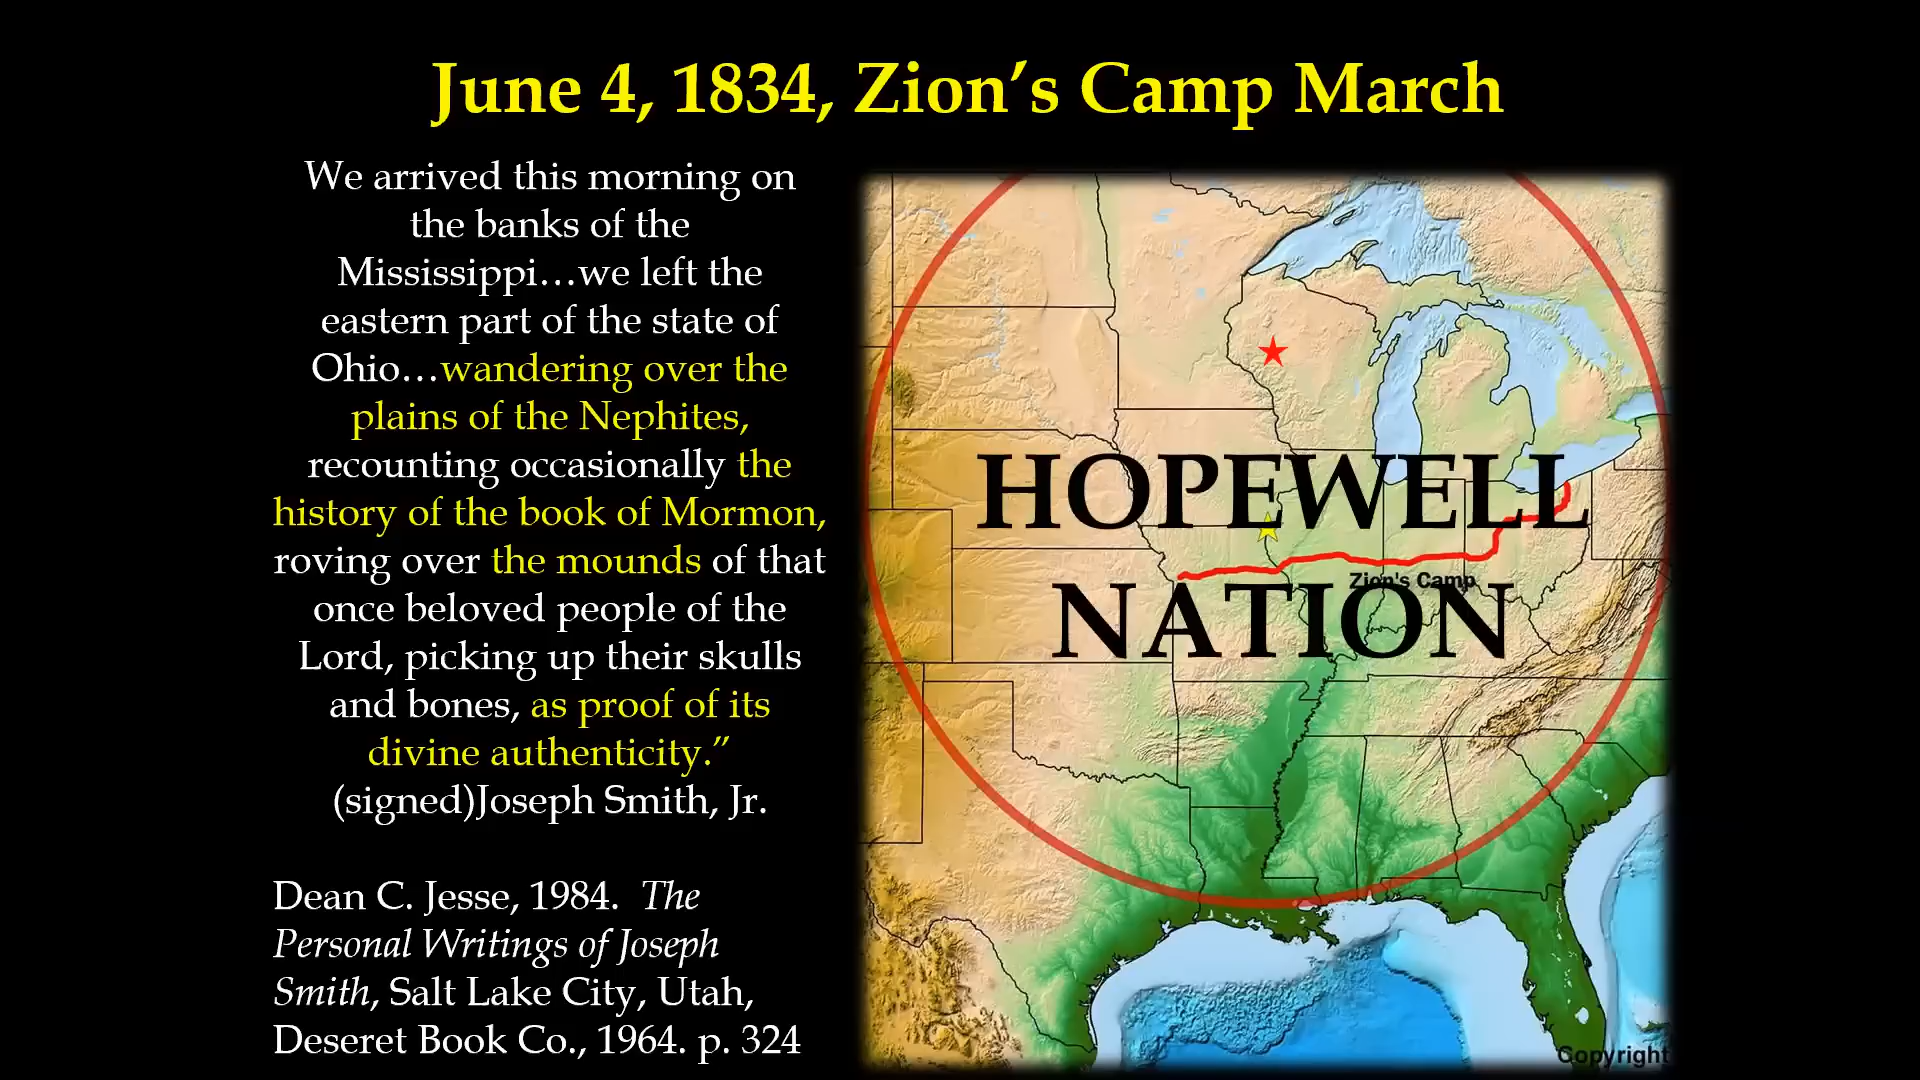 June 4, 1834, Zion’s Camp March
We arrived this morning on
the banks of the
Mississippi…we left the
eastern part of the state of
Ohio…wandering over the
plains of the Nephites,
recounting occasionally the
history of the book of Mormon,
roving over the mounds of that
once beloved people of the
Lord, picking up their skulls
and bones, as proof of its
divine authenticity.”
(signed)Joseph Smith, Jr.
Dean C. Jesse, 1984. The
Personal Writings of Joseph
Smith, Salt Lake City, Utah,
Deseret Book Co., 1964. p. 324
HOPEWELL
Zion's Camp
NATION
Copyright